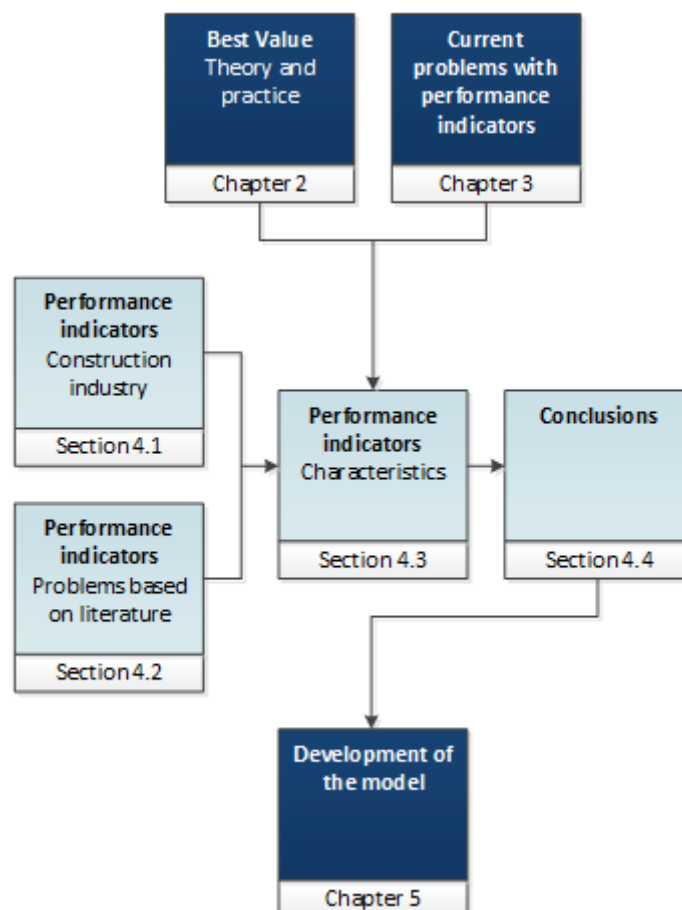 Best Value
Theory and
practice
Chapter 2
Current
problems with
performance
indicators
Chapter 3
Performance
indicators
Construction
industry
Section 4.1
Performance
indicators
Problems based
on literature
Section 4.2
Performance
indicators
Characteristics
Section 4.3
Conclusions
Section 4.4
Development of
the model
Chapter 5